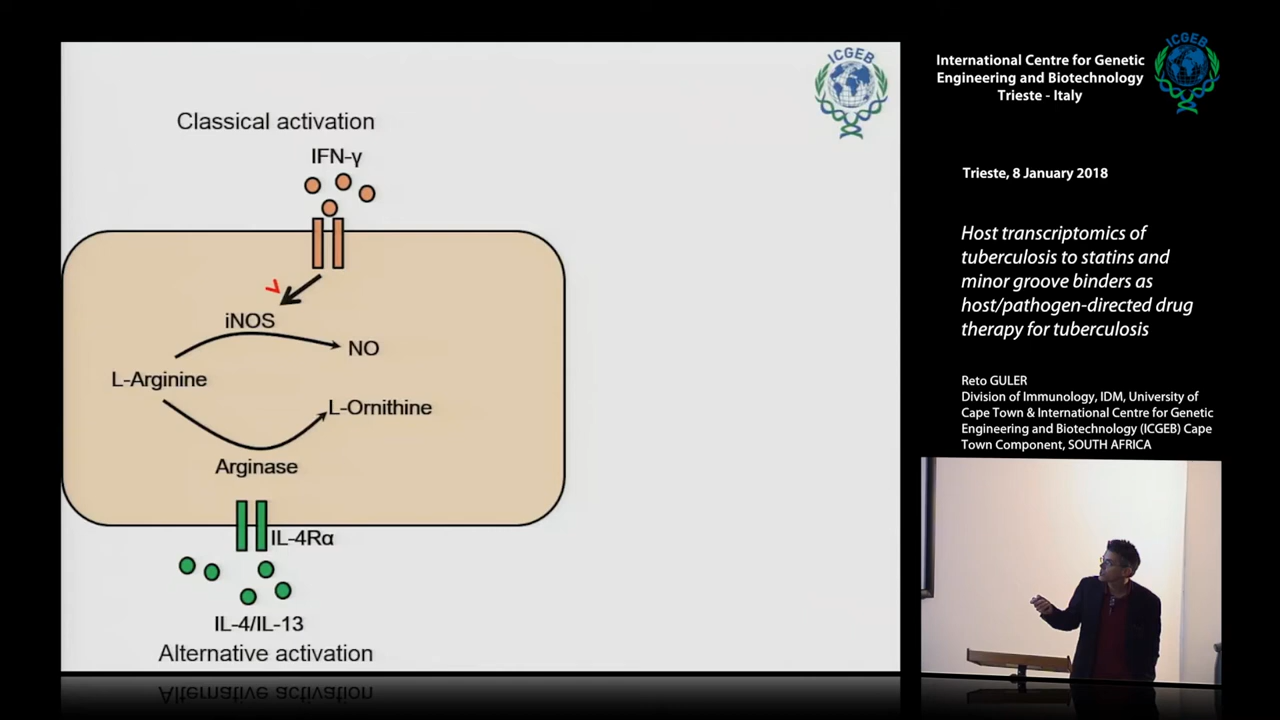 ICGEB
Classical activation
IFN-γ
iNOS
NO
L-Arginine
L-Ornithine
Arginase
IL-4Rα
IL-4/IL-13
Alternative activation
Alternative activation
International Centre for Genetic
Engineering and Biotechnology
Trieste - Italy
ICGEB
Trieste, 8 January 2018
Host transcriptomics of
tuberculosis to statins and
minor groove binders as
host/pathogen-directed drug
therapy for tuberculosis
Reto GULER
Division of Immunology, IDM, University of
Cape Town & International Centre for Genetic
Engineering and Biotechnology (ICGEB) Cape
Town Component, SOUTH AFRICA